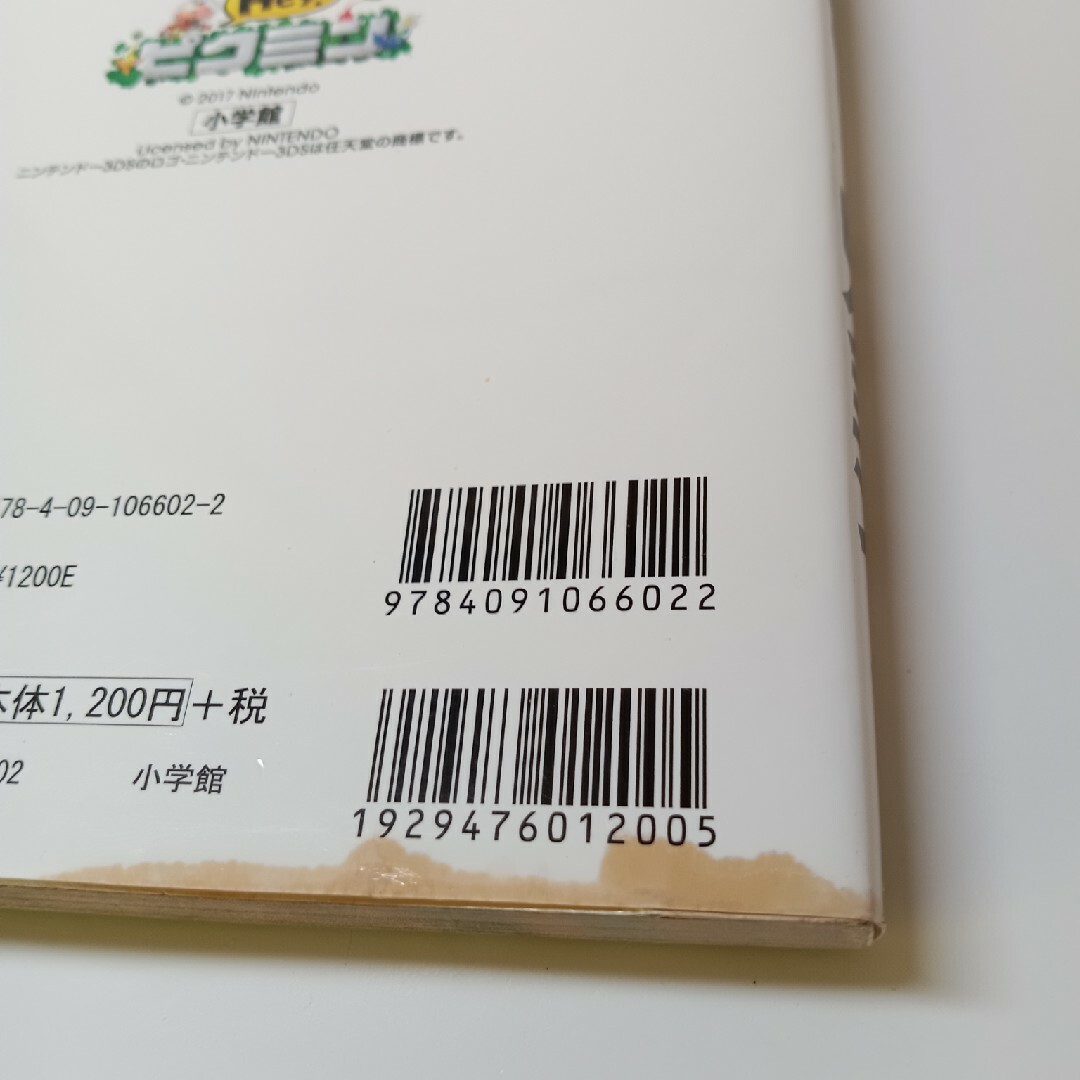 Hey!
ピクミン
© 2017 Nintendo
小学館
Licensed by NINTENDO
ニンテンドー3DSのロゴ・ニンテンドー3DSは任天堂の商標です。
78-4-09-106602-2
¥1200E
9784091066022
本体1,200円+税
02 小学館
1929476012005